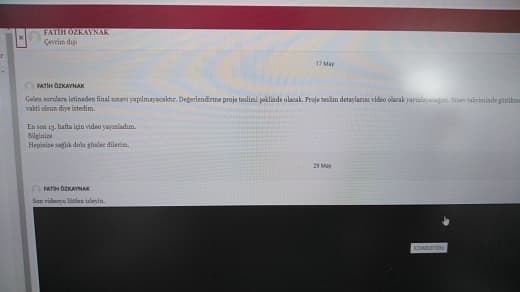 FATİH ÖZKAYNAK
Çevrim dışı
17 May
FATİH ÖZKAYNAK
Gelen sorulara istinaden final sınavı yapılmayacaktır. Değerlendirme proje teslimi şeklinde olacak. Proje teslim detaylarını video olarak
vakti olsun diye istedim.
En son 13. hafta için video yayınladım.
Bilginize
Hepinize sağlık dolu günler dilerim.
29 May
FATİH ÖZKAYNAK
Son videoyu lütfen izleyin.